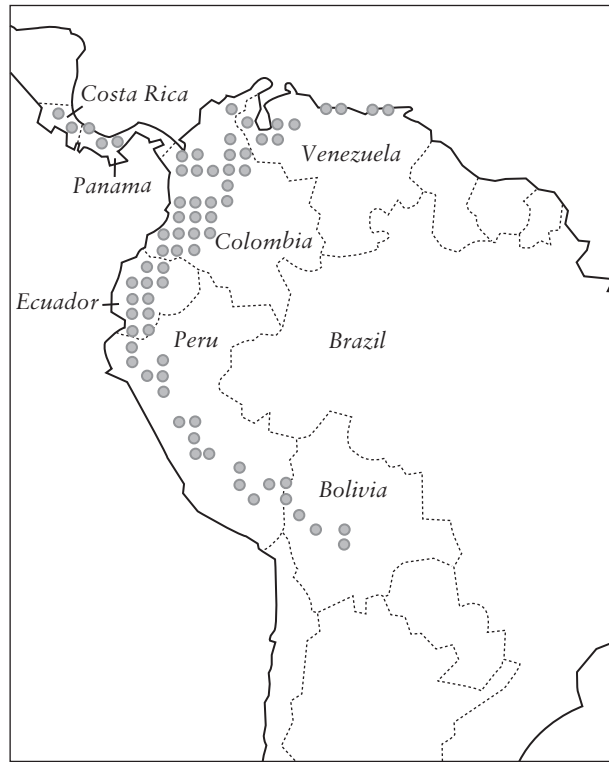 Costa Rica
Panama
Venezuela
Colombia
Ecuador
Peru
Brazil
Bolivia